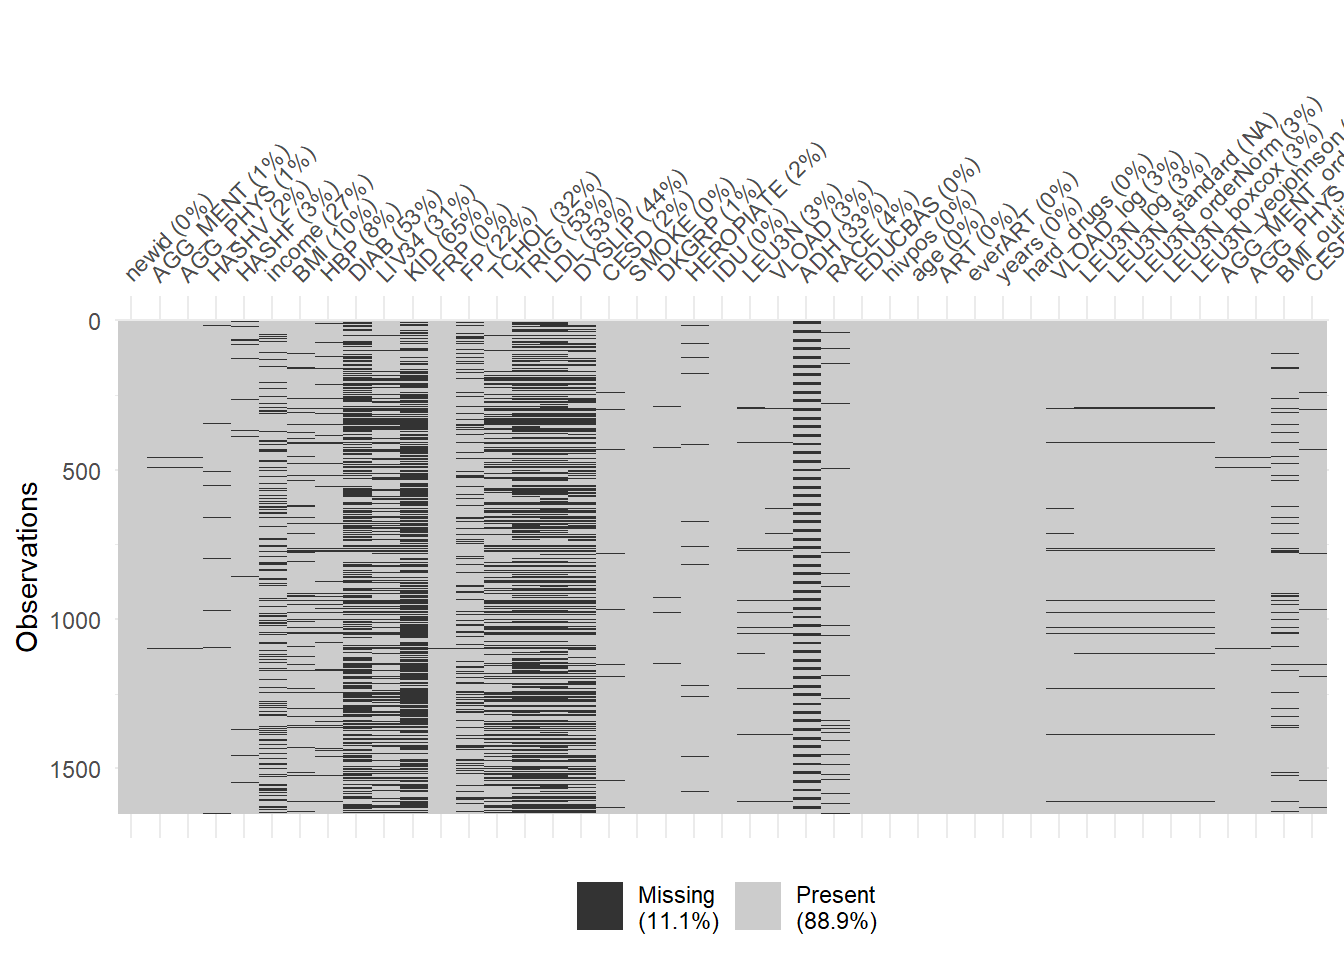 newid (0%)
AGG_MENT (1%)
AGG_PHYS (1%)
HASHV (2%)
HASHF (3%)
income (27%)
BMI (10%)
HBP (8%)
DIAB (53%)
LIV34 (31%)
KID (65%)
FRP (0%)
FP (22%)
TCHOL (32%)
TRIG (53%)
LDL (53%)
DYSLIP (44%)
CESD (2%)
SMOKE (0%)
DKGRP (1%)
HEROPIATE (2%)
IDU (0%)
LEU3N (3%)
VLOAD (3%)
ADH (33%)
RACE (4%)
EDUCBAS (0%)
hivpos (0%)
age (0%)
ART (0%)
everART (0%)
years (0%)
hard_drugs (0%)
VLOAD_log (3%)
LEU3N_log (3%)
LEU3N_standard (NA)
LEU3N_orderNorm (3%)
LEU3N_boxcox (3%)
LEU3N_yeojohnson
AGG_MENT
AGG_PHYS
BMI
0
500
1000
1500
Observations
Missing
(11.1%)
Present
(88.9%)